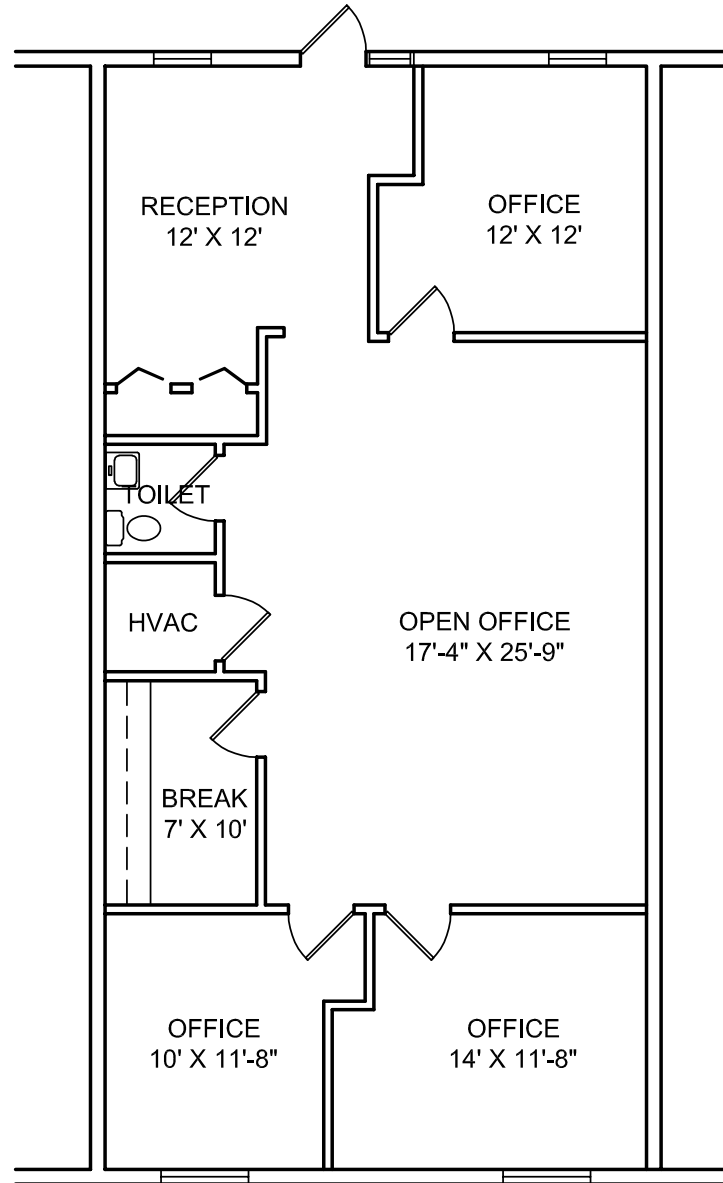 RECEPTION
12' X 12'
OFFICE
12' X 12'
TOILET
HVAC
OPEN OFFICE
17'-4" X 25'-9"
BREAK
7' X 10'
OFFICE
10' X 11'-8"
OFFICE
14' X 11'-8"